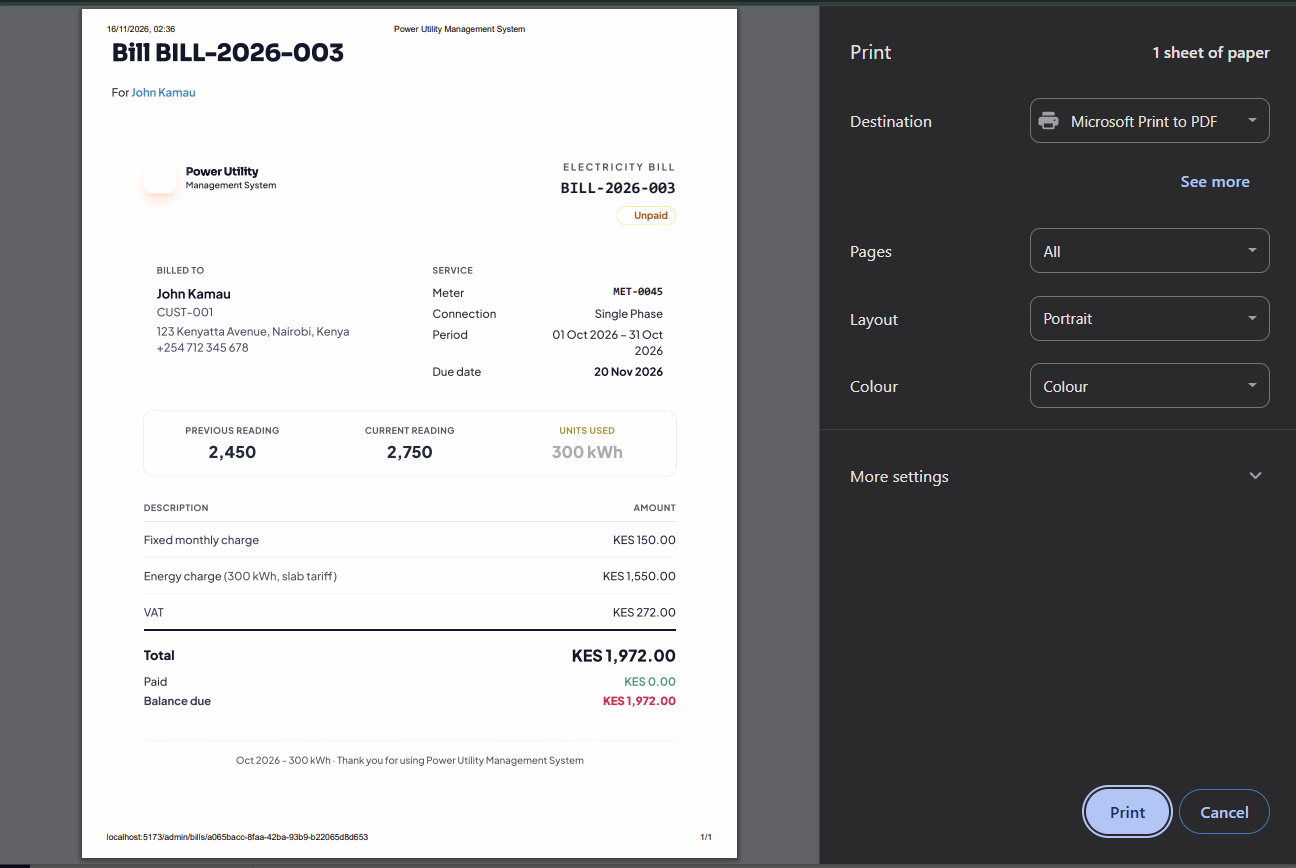 16/11/2026, 02:36
Power Utility Management System
Bill BILL-2026-003
For John Kamau
Power Utility
Management System
ELECTRICITY BILL
BILL-2026-003
Unpaid
BILLED TO
John Kamau
CUST-001
123 Kenyatta Avenue, Nairobi, Kenya
+254 712 345 678
SERVICE
Meter MET-0045
Connection Single Phase
Period 01 Oct 2026 – 31 Oct
2026
Due date 20 Nov 2026
PREVIOUS READING
2,450
CURRENT READING
2,750
UNITS USED
300 kWh
DESCRIPTION AMOUNT
Fixed monthly charge KES 150.00
Energy charge (300 kWh, slab tariff) KES 1,550.00
VAT KES 272.00
Total KES 1,972.00
Paid KES 0.00
Balance due KES 1,972.00
Oct 2026 - 300 kWh · Thank you for using Power Utility Management System
localhost:5173/admin/bills/a065bacc-8faa-42ba-93b9-b22065d8d653
1/1
Print
1 sheet of paper
Destination
Microsoft Print to PDF
See more
Pages
All
Layout
Portrait
Colour
Colour
More settings
Print
Cancel